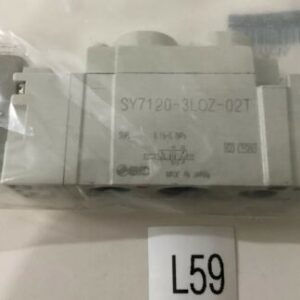 SY7120-3LOZ-02T
SMC
MADE IN JAPAN
L59